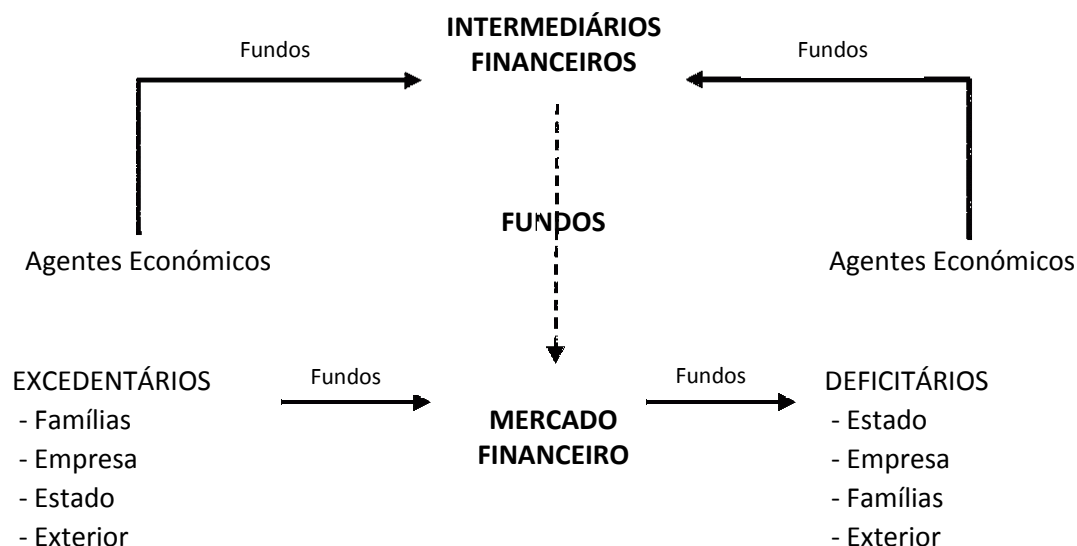 INTERMEDIÁRIOS
FINANCEIROS
Fundos
Fundos
FUNDOS
Agentes Económicos
Agentes Económicos
EXCEDENTÁRIOS
- Famílias
- Empresa
- Estado
- Exterior
Fundos
MERCADO
FINANCEIRO
Fundos
DEFICITÁRIOS
- Estado
- Empresa
- Famílias
- Exterior